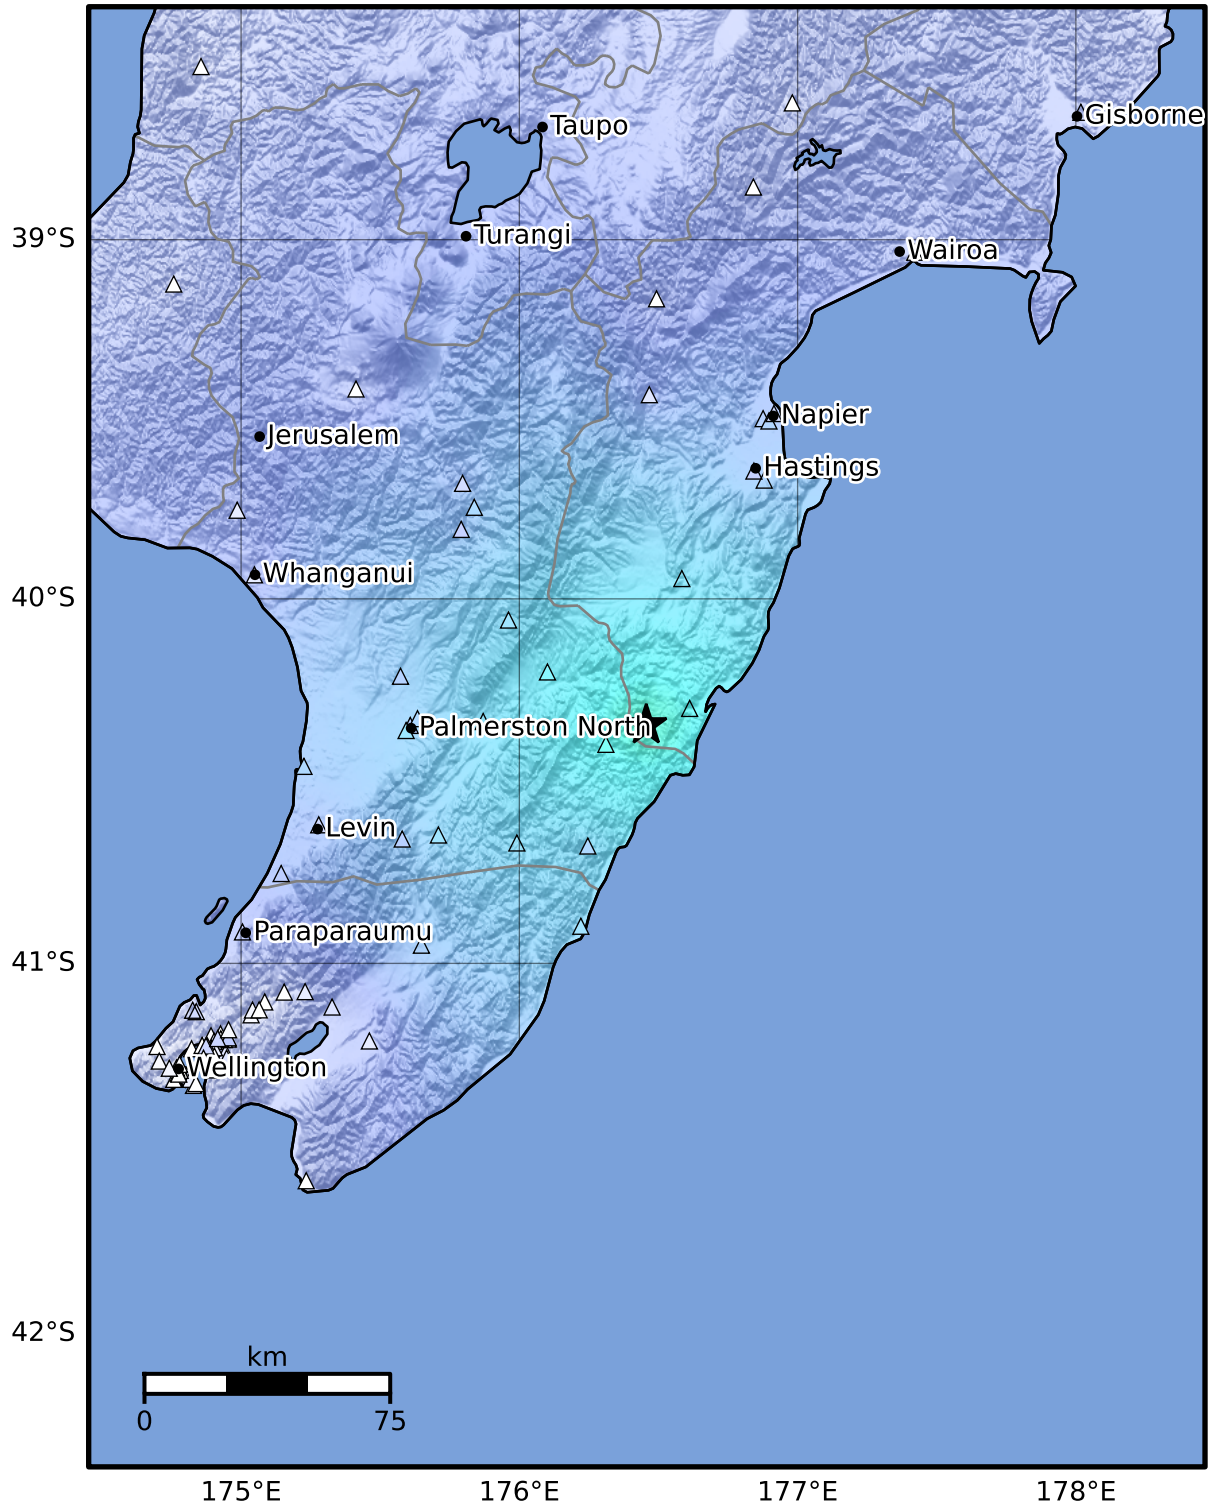 Gisborne
Taupo
Turangi
39°S
Wairoa
Napier
Jerusalem
Hastings
Whanganui
40°S
Palmerston North
Levin
Paraparaumu
41°S
Wellington
42°S
km
0
75
175°E
176°E
177°E
178°E